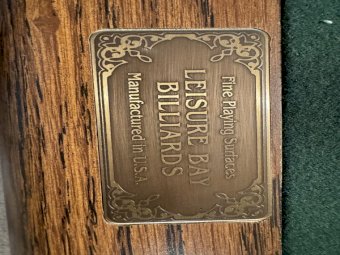 Fine Playing Surfaces
LEISURE BAY
BILLIARDS
Manufactured in U.S.A.